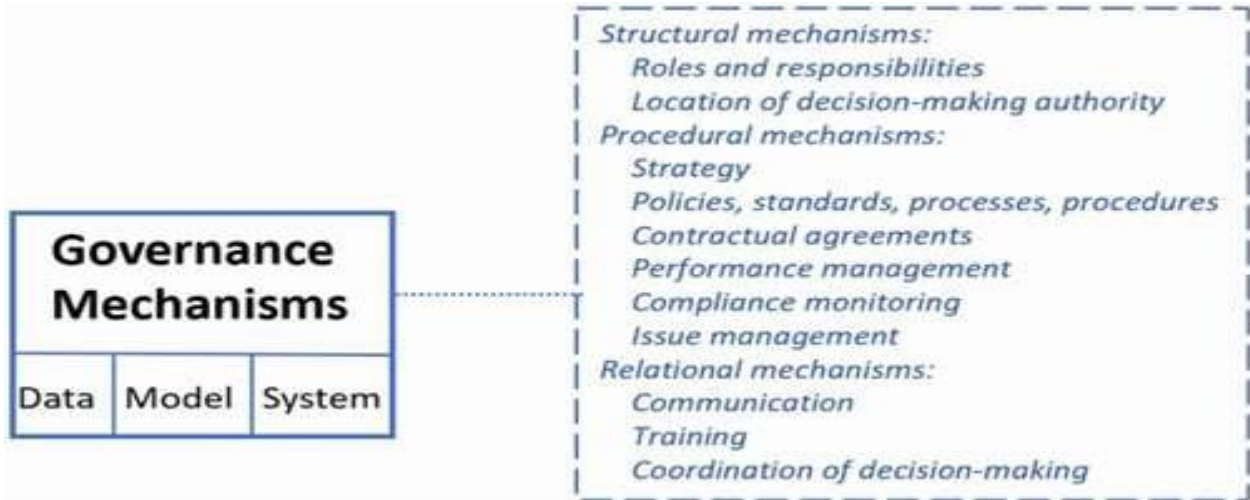 Governance
Mechanisms
Data Model System
Structural mechanisms:
Roles and responsibilities
Location of decision-making authority
Procedural mechanisms:
Strategy
Policies, standards, processes, procedures
Contractual agreements
Performance management
Compliance monitoring
Issue management
Relational mechanisms:
Communication
Training
Coordination of decision-making